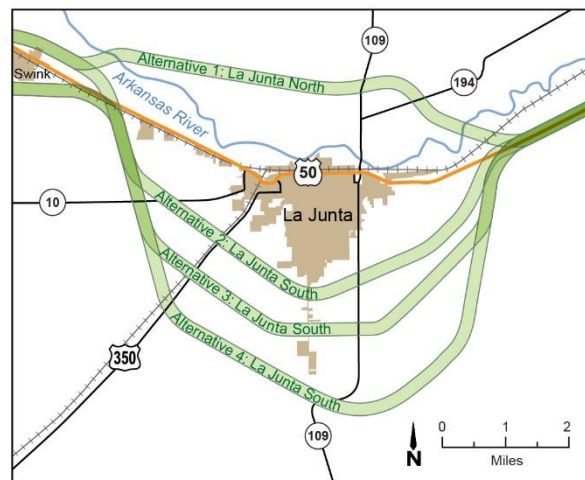 109
Swink
Alternative 1: La Junta North
194
Arkansas River
50
10
La Junta
Alternative 2: La Junta South
Alternative 3: La Junta South
350
Alternative 4: La Junta South
109
N
0 1 2
Miles